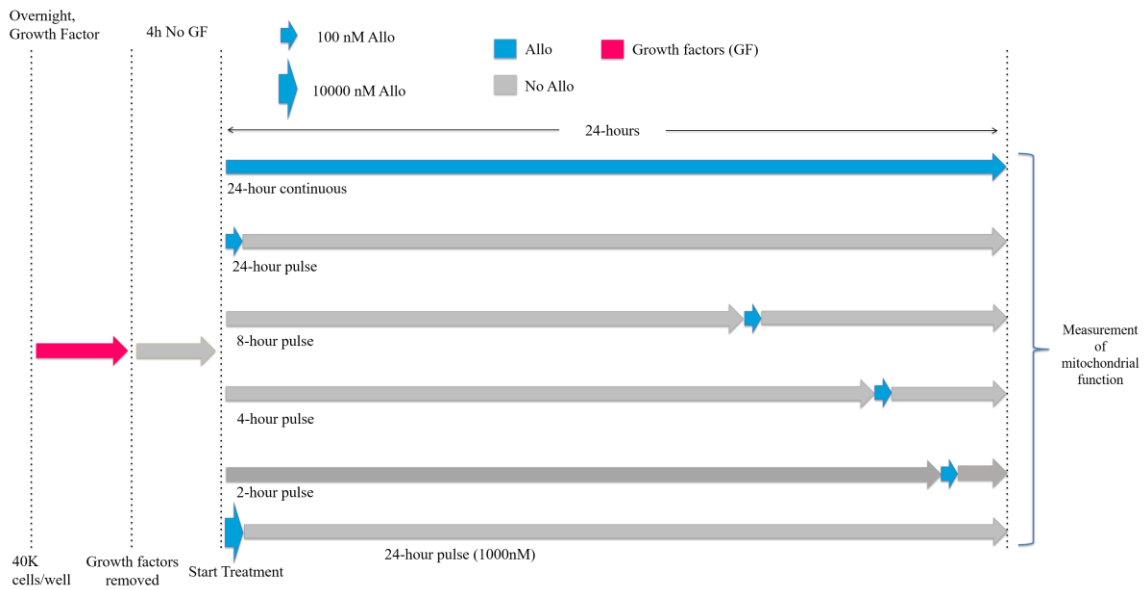 Overnight,
Growth Factor
4h No GF
100 nM Allo
10000 nM Allo
Allo
No Allo
Growth factors (GF)
24-hours
24-hour continuous
24-hour pulse
8-hour pulse
4-hour pulse
2-hour pulse
24-hour pulse (1000nM)
Measurement
of
mitochondrial
function
40K
cells/well
Growth factors
removed
Start Treatment